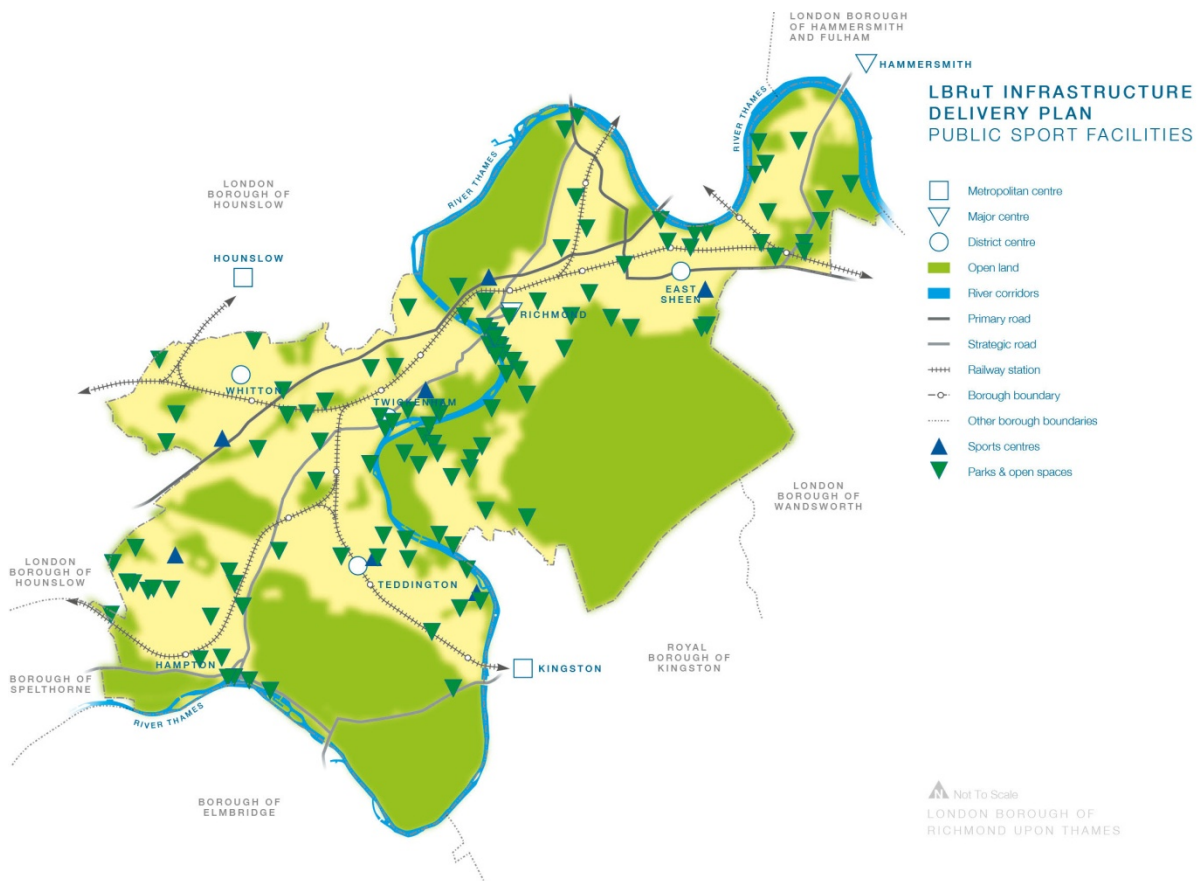 LONDON BOROUGH
OF HAMMERSMITH
AND FULHAM
HAMMERSMITH
LBRuT INFRASTRUCTURE
DELIVERY PLAN
PUBLIC SPORT FACILITIES
RIVER THAMES
RIVER THAMES
LONDON
BOROUGH OF
HOUNSLOW
Metropolitan centre
Major centre
District centre
Open land
River corridors
Primary road
Strategic road
Railway station
Borough boundary
Other borough boundaries
Sports centres
Parks & open spaces
HOUNSLOW
EAST
SHEEN
RICHMOND
WHITTON
TWICKENHAM
LONDON
BOROUGH OF
WANDSWORTH
LONDON
BOROUGH OF
HOUNSLOW
TEDDINGTON
ROYAL
BOROUGH OF
KINGSTON
HAMPTON
KINGSTON
BOROUGH OF
SPELTHORNE
RIVER THAMES
BOROUGH OF
ELMBRIDGE
N Not To Scale
LONDON BOROUGH OF
RICHMOND UPON THAMES